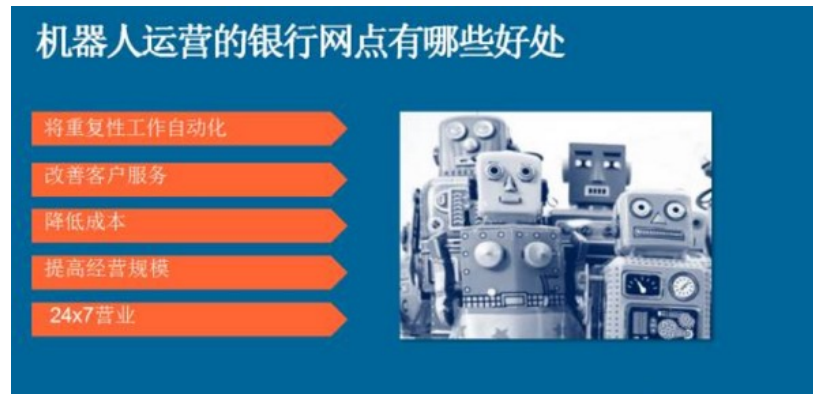 机器人运营的银行网点有哪些好处
将重复性工作自动化
改善客户服务
降低成本
提高经营规模
24x7营业